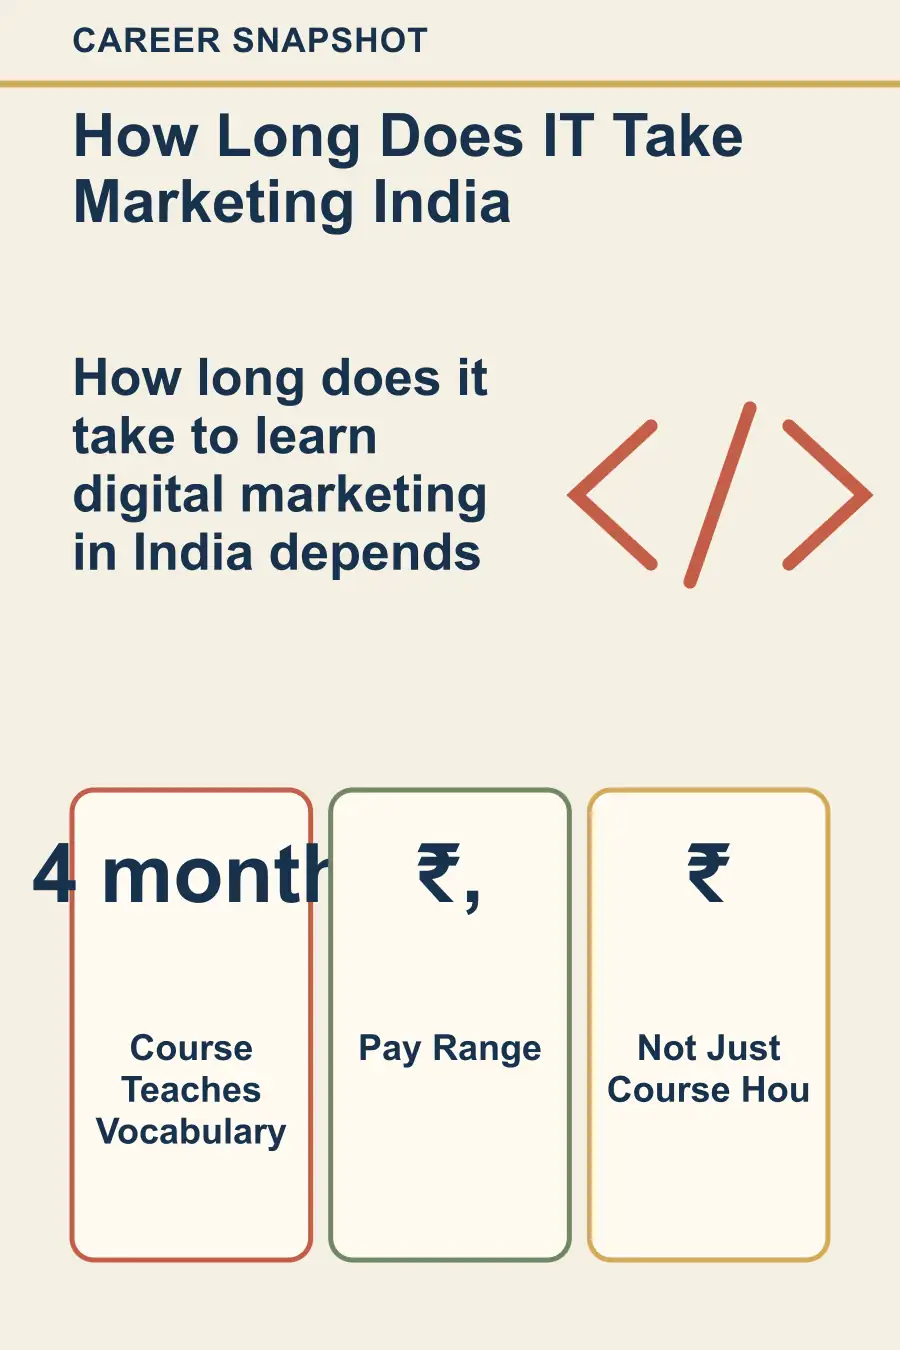 CAREER SNAPSHOT
How Long Does IT Take
Marketing India
How long does it
take to learn
digital marketing
in India depends
4 month
₹,
₹
Course
Teaches
Vocabulary
Pay Range
Not Just
Course Hou